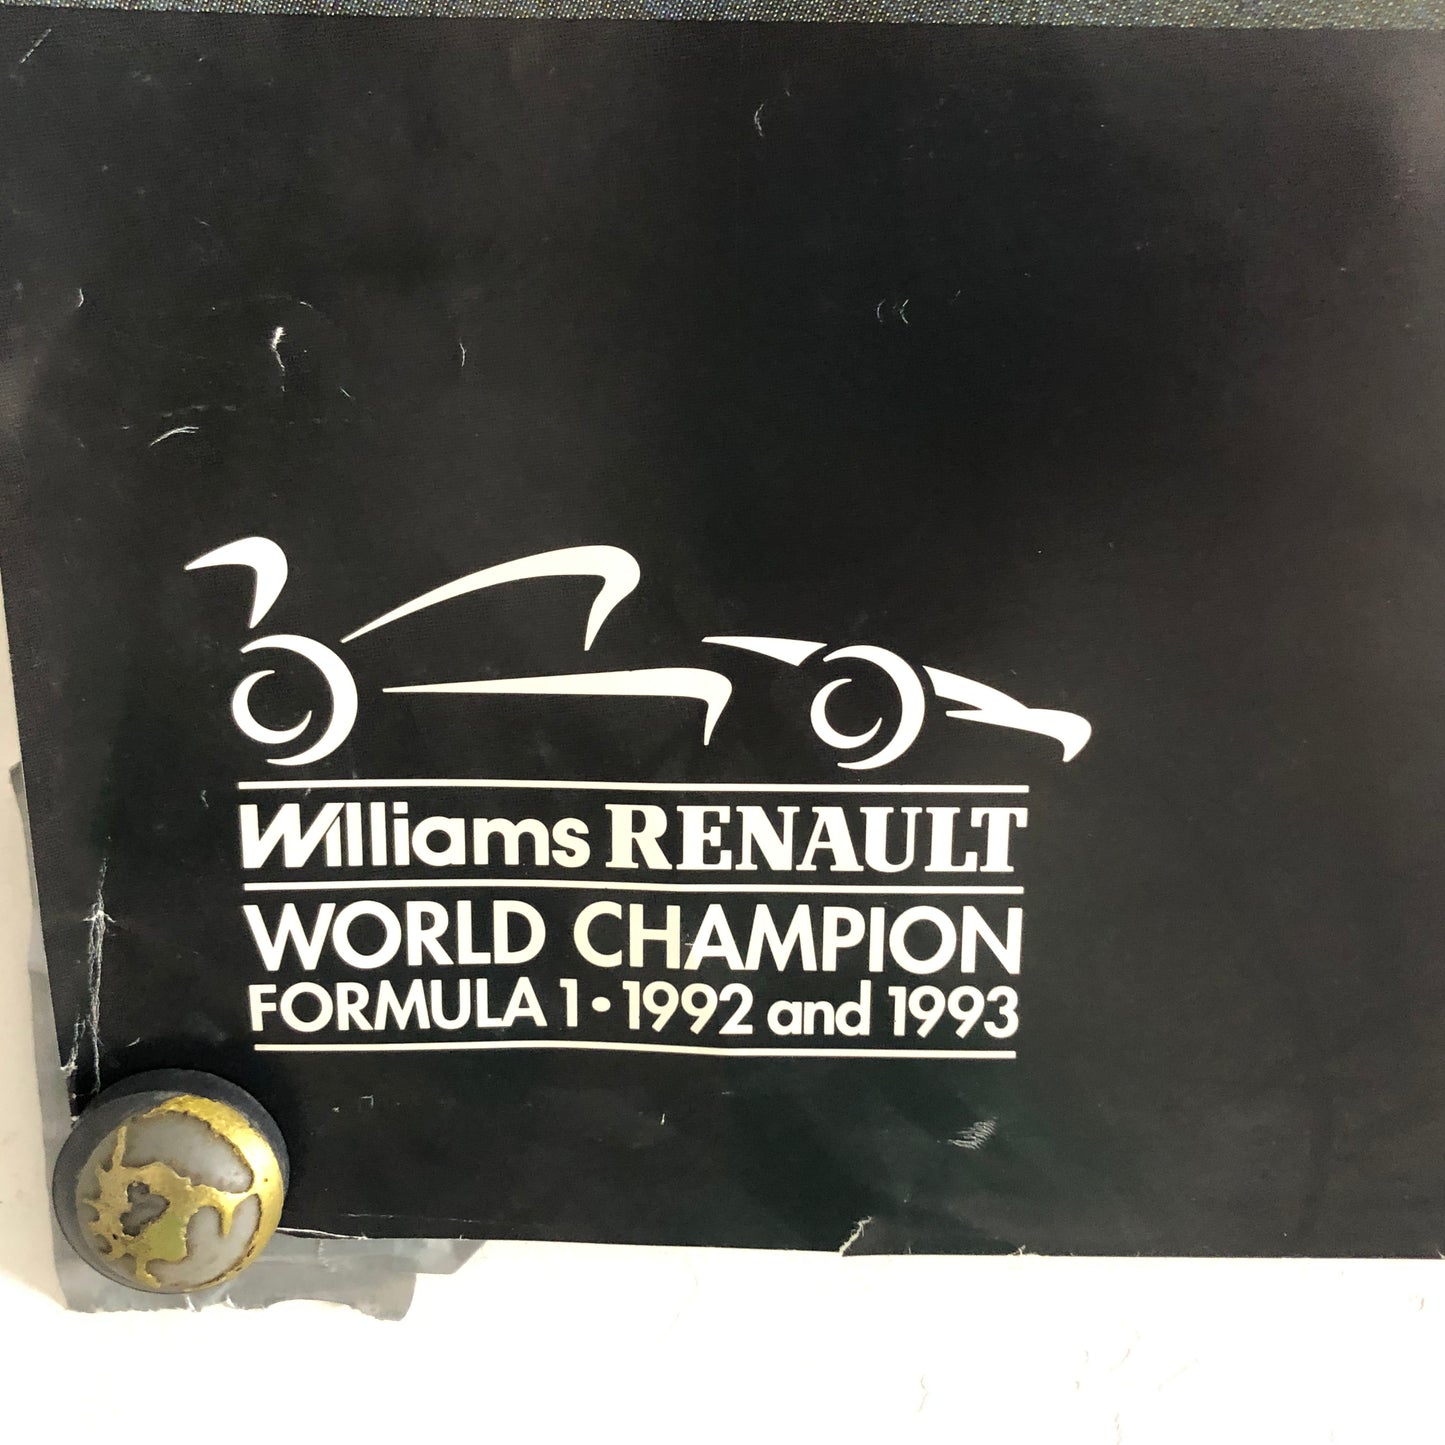 Williams RENAULT
WORLD CHAMPION
FORMULA 1 • 1992 and 1993